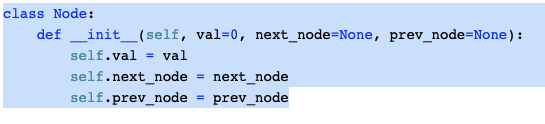 class Node:
    def __init__(self, val=0, next_node=None, prev_node=None):
        self.val = val
        self.next_node = next_node
        self.prev_node = prev_node